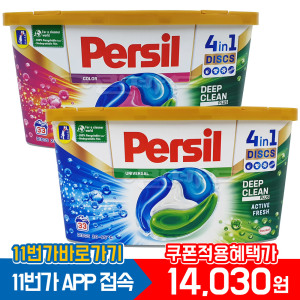 Persil
4in1
DISCS
COLOR
DEEP
CLEAN
PLUS
33
Persil
4in1
DISCS
UNIVERSAL
DEEP
CLEAN
PLUS
ACTIVE
FRESH
33
11번가바로가기
쿠폰적용혜택가
11번가 APP 접속
14,030원